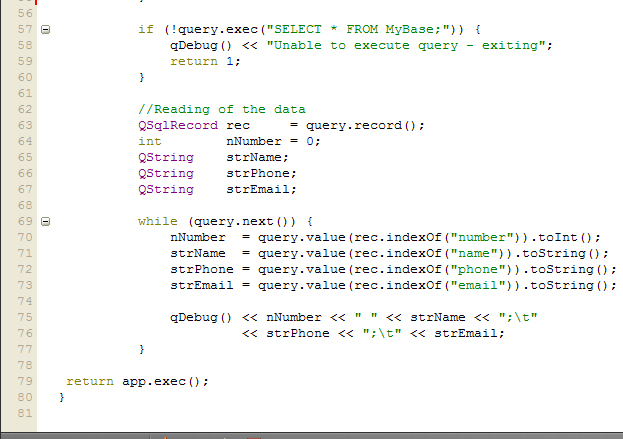 56
57 if (!query.exec("SELECT * FROM MyBase;")) {
58 qDebug() << "Unable to execute query - exiting";
59 return 1;
60 }
61
62 //Reading of the data
63 QSqlRecord rec     = query.record();
64 int        nNumber = 0;
65 QString    strName;
66 QString    strPhone;
67 QString    strEmail;
68
69 while (query.next()) {
70 nNumber  = query.value(rec.indexOf("number")).toInt();
71 strName  = query.value(rec.indexOf("name")).toString();
72 strPhone = query.value(rec.indexOf("phone")).toString();
73 strEmail = query.value(rec.indexOf("email")).toString();
74
75 qDebug() << nNumber << " " << strName << ";\t"
76 << strPhone << ";\t" << strEmail;
77 }
78
79 return app.exec();
80 }
81